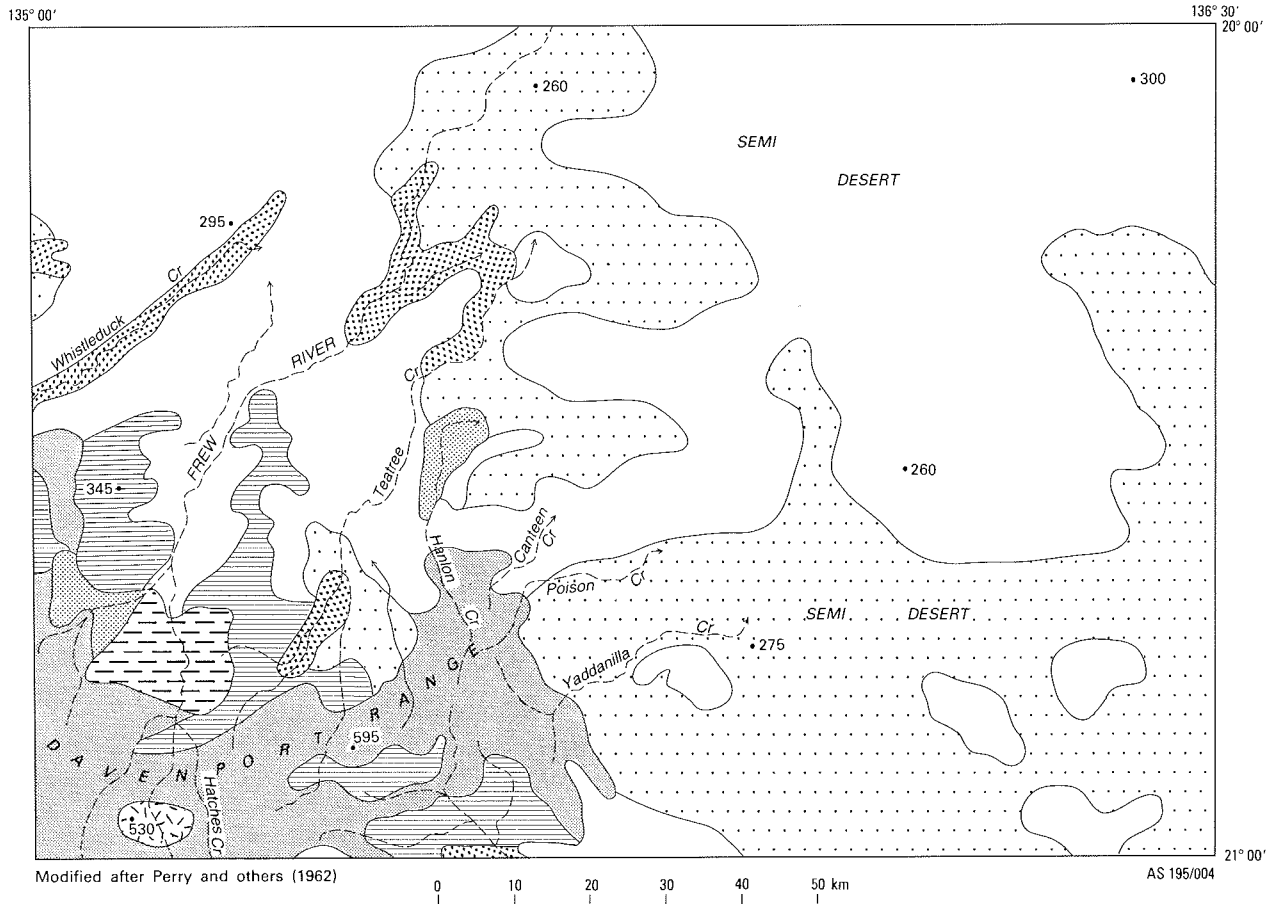 135° 00′
136° 30′
20° 00′
260
300
SEMI
DESERT
295
Cr
Whistleduck
RIVER
Cr
FREW
Teatree
345
260
Hanlon
Canteen
Cr
Poison
Cr
Cr
SEMI DESERT
Cr
275
Yaddanilla
DAVENPORT RANGE
595
530
Hatches Cr
21° 00′
Modified after Perry and others (1962)
AS 195/004
0 10 20 30 40 50 km